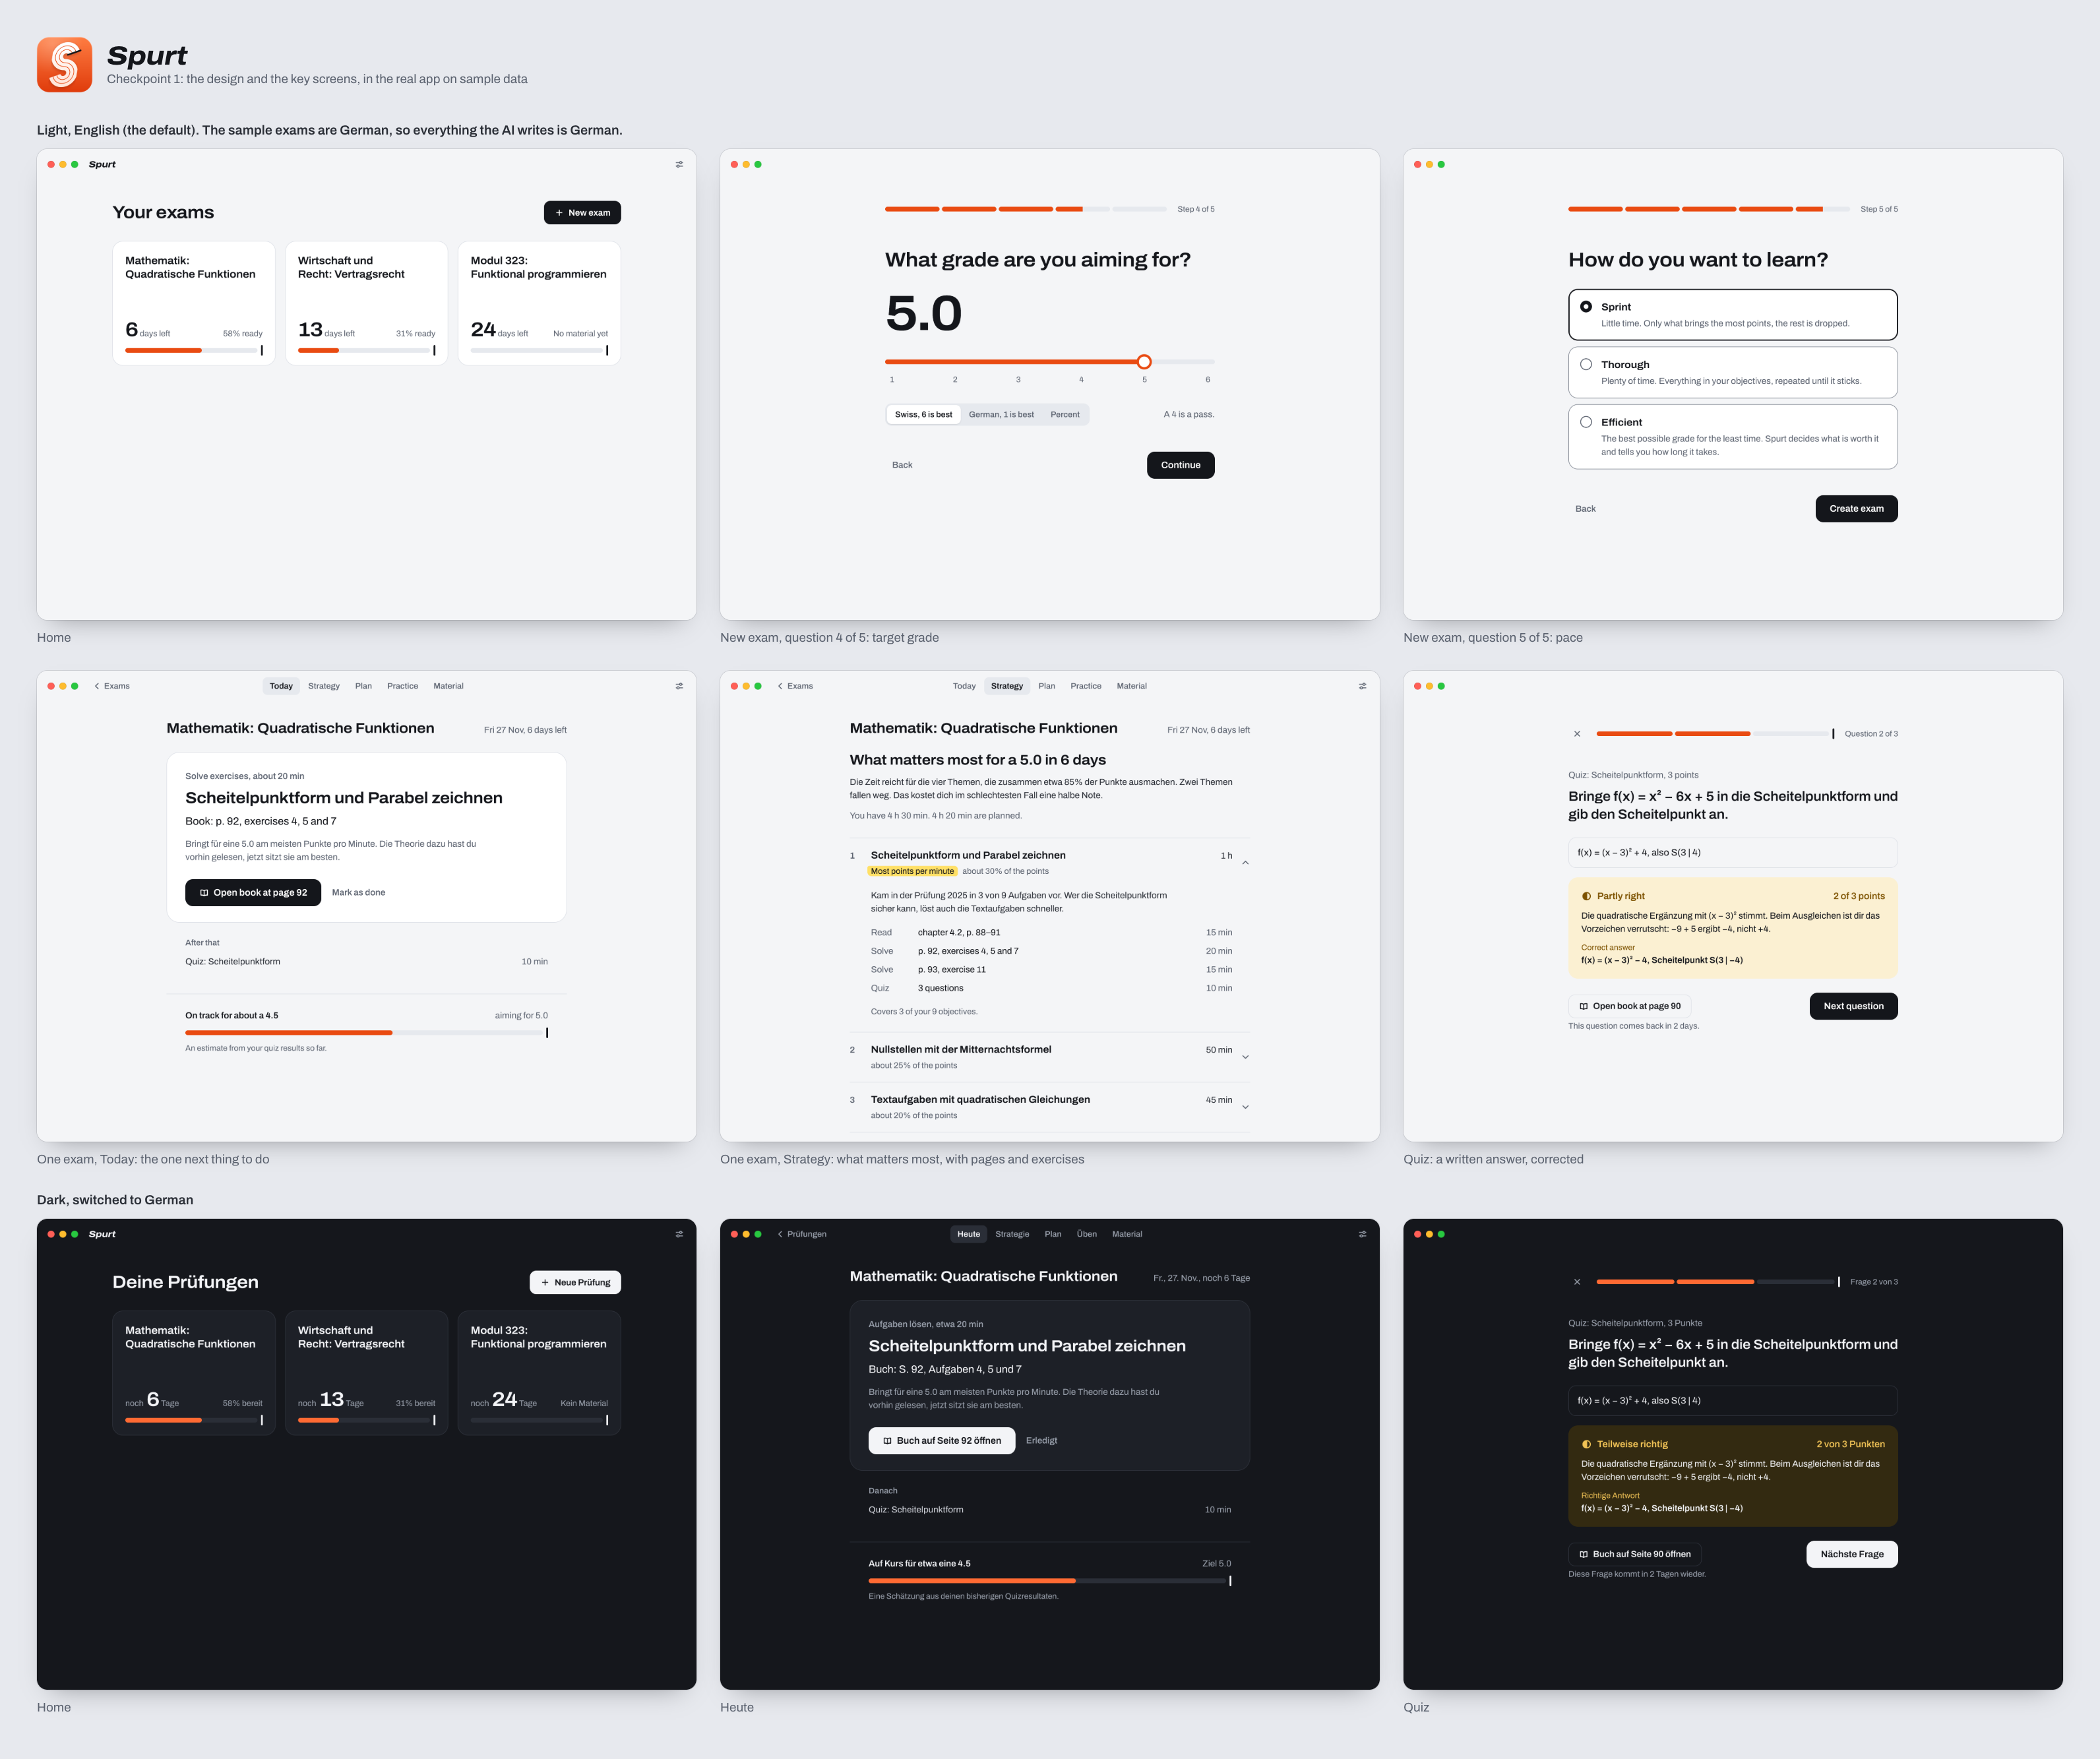 Spurt
Checkpoint 1: the design and the key screens, in the real app on sample data
Light, English (the default). The sample exams are German, so everything the AI writes is German.
Spurt
Your exams
+ New exam
Mathematik:
Quadratische Funktionen
6 days left
58% ready
Wirtschaft und
Recht: Vertragsrecht
13 days left
31% ready
Modul 323:
Funktional programmieren
24 days left
No material yet
Home
Step 4 of 5
What grade are you aiming for?
5.0
1 2 3 4 5 6
Swiss, 6 is best
German, 1 is best
Percent
A 4 is a pass.
Back
Continue
New exam, question 4 of 5: target grade
Step 5 of 5
How do you want to learn?
Sprint
Little time. Only what brings the most points, the rest is dropped.
Thorough
Plenty of time. Everything in your objectives, repeated until it sticks.
Efficient
The best possible grade for the least time. Spurt decides what is worth it
and tells you how long it takes.
Back
Create exam
New exam, question 5 of 5: pace
Exams
Today
Strategy
Plan
Practice
Material
Mathematik: Quadratische Funktionen
Fri 27 Nov, 6 days left
Solve exercises, about 20 min
Scheitelpunktform und Parabel zeichnen
Book: p. 92, exercises 4, 5 and 7
Bringt für eine 5.0 am meisten Punkte pro Minute. Die Theorie dazu hast du
vorhin gelesen, jetzt sitzt sie am besten.
Open book at page 92
Mark as done
After that
Quiz: Scheitelpunktform
10 min
On track for about a 4.5
aiming for 5.0
An estimate from your quiz results so far.
One exam, Today: the one next thing to do
Exams
Today
Strategy
Plan
Practice
Material
Mathematik: Quadratische Funktionen
Fri 27 Nov, 6 days left
What matters most for a 5.0 in 6 days
Die Zeit reicht für die vier Themen, die zusammen etwa 85% der Punkte ausmachen. Zwei Themen
fallen weg. Das kostet dich im schlechtesten Fall eine halbe Note.
You have 4 h 30 min. 4 h 20 min are planned.
1 Scheitelpunktform und Parabel zeichnen 1 h
Most points per minute about 30% of the points
Kam in der Prüfung 2025 in 3 von 9 Aufgaben vor. Wer die Scheitelpunktform
sicher kann, löst auch die Textaufgaben schneller.
Read chapter 4.2, p. 88–91 15 min
Solve p. 92, exercises 4, 5 and 7 20 min
Solve p. 93, exercise 11 15 min
Quiz 3 questions 10 min
Covers 3 of your 9 objectives.
2 Nullstellen mit der Mitternachtsformel 50 min
about 25% of the points
3 Textaufgaben mit quadratischen Gleichungen 45 min
about 20% of the points
One exam, Strategy: what matters most, with pages and exercises
Question 2 of 3
Quiz: Scheitelpunktform, 3 points
Bringe f(x) = x² − 6x + 5 in die Scheitelpunktform und
gib den Scheitelpunkt an.
f(x) = (x − 3)² + 4, also S(3 | 4)
Partly right
2 of 3 points
Die quadratische Ergänzung mit (x − 3)² stimmt. Beim Ausgleichen ist dir das
Vorzeichen verrutscht: −9 + 5 ergibt −4, nicht +4.
Correct answer
f(x) = (x − 3)² − 4, Scheitelpunkt S(3 | −4)
Open book at page 90
Next question
This question comes back in 2 days.
Quiz: a written answer, corrected
Dark, switched to German
Spurt
Deine Prüfungen
+ Neue Prüfung
Mathematik:
Quadratische Funktionen
noch 6 Tage
58% bereit
Wirtschaft und
Recht: Vertragsrecht
noch 13 Tage
31% bereit
Modul 323:
Funktional programmieren
noch 24 Tage
Kein Material
Home
Prüfungen
Heute
Strategie
Plan
Üben
Material
Mathematik: Quadratische Funktionen
Fr., 27. Nov., noch 6 Tage
Aufgaben lösen, etwa 20 min
Scheitelpunktform und Parabel zeichnen
Buch: S. 92, Aufgaben 4, 5 und 7
Bringt für eine 5.0 am meisten Punkte pro Minute. Die Theorie dazu hast du
vorhin gelesen, jetzt sitzt sie am besten.
Buch auf Seite 92 öffnen
Erledigt
Danach
Quiz: Scheitelpunktform
10 min
Auf Kurs für etwa eine 4.5
Ziel 5.0
Eine Schätzung aus deinen bisherigen Quizresultaten.
Heute
Frage 2 von 3
Quiz: Scheitelpunktform, 3 Punkte
Bringe f(x) = x² − 6x + 5 in die Scheitelpunktform und
gib den Scheitelpunkt an.
f(x) = (x − 3)² + 4, also S(3 | 4)
Teilweise richtig
2 von 3 Punkten
Die quadratische Ergänzung mit (x − 3)² stimmt. Beim Ausgleichen ist dir das
Vorzeichen verrutscht: −9 + 5 ergibt −4, nicht +4.
Richtige Antwort
f(x) = (x − 3)² − 4, Scheitelpunkt S(3 | −4)
Buch auf Seite 90 öffnen
Nächste Frage
Diese Frage kommt in 2 Tagen wieder.
Quiz